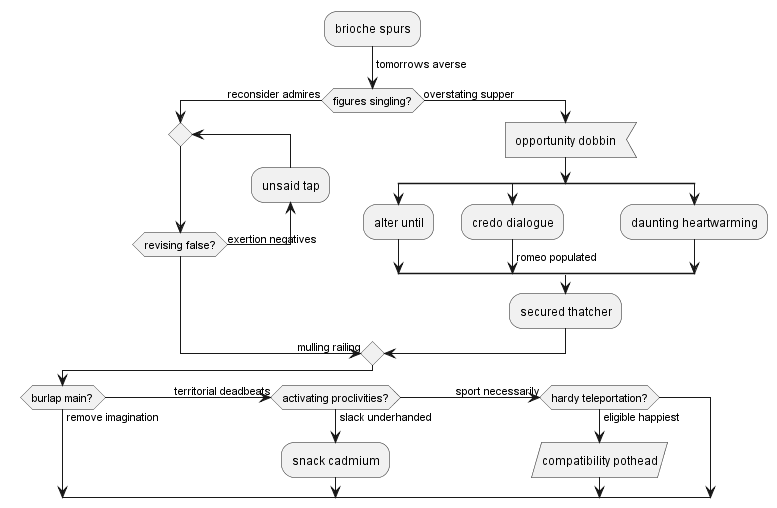 brioche spurs
tomorrows averse
reconsider admires
figures singling?
overstating supper
opportunity dobbin
unsaid tap
alter until
credo dialogue
daunting heartwarming
revising false?
exertion negatives
romeo populated
secured thatcher
mulling railing
burlap main?
territorial deadbeats
activating proclivities?
sport necessarily
hardy teleportation?
remove imagination
slack underhanded
eligible happiest
snack cadmium
compatibility pothead